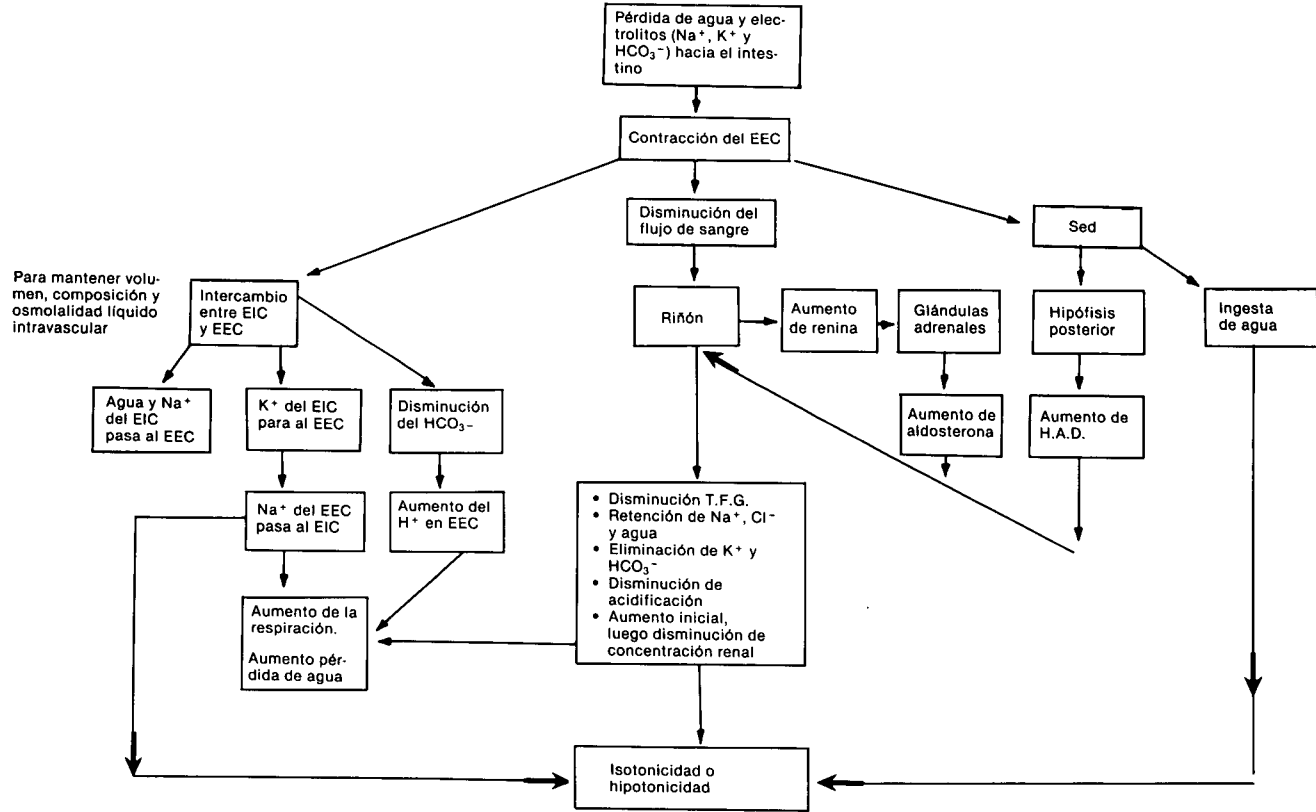 Pérdida de agua y elec-
trolitos (Na⁺, K⁺ y
HCO₃⁻) hacia el intes-
tino
Contracción del EEC
Disminución del
flujo de sangre
Sed
Para mantener volu-
men, composición y
osmolalidad líquido
intravascular
Intercambio
entre EIC
y EEC
Riñón
Aumento
de renina
Glándulas
adrenales
Hipófisis
posterior
Ingesta
de agua
Agua y Na⁺
del EIC
pasa al EEC
K⁺ del EIC
para al EEC
Disminución
del HCO₃⁻
Aumento de
aldosterona
Aumento de
H.A.D.
Na⁺ del EEC
pasa al EIC
Aumento del
H⁺ en EEC
• Disminución T.F.G.
• Retención de Na⁺, Cl⁻
y agua
• Eliminación de K⁺ y
HCO₃⁻
• Disminución de
acidificación
• Aumento inicial,
luego disminución de
concentración renal
Aumento de la
respiración.
Aumento pér-
dida de agua
Isotonicidad o
hipotonicidad